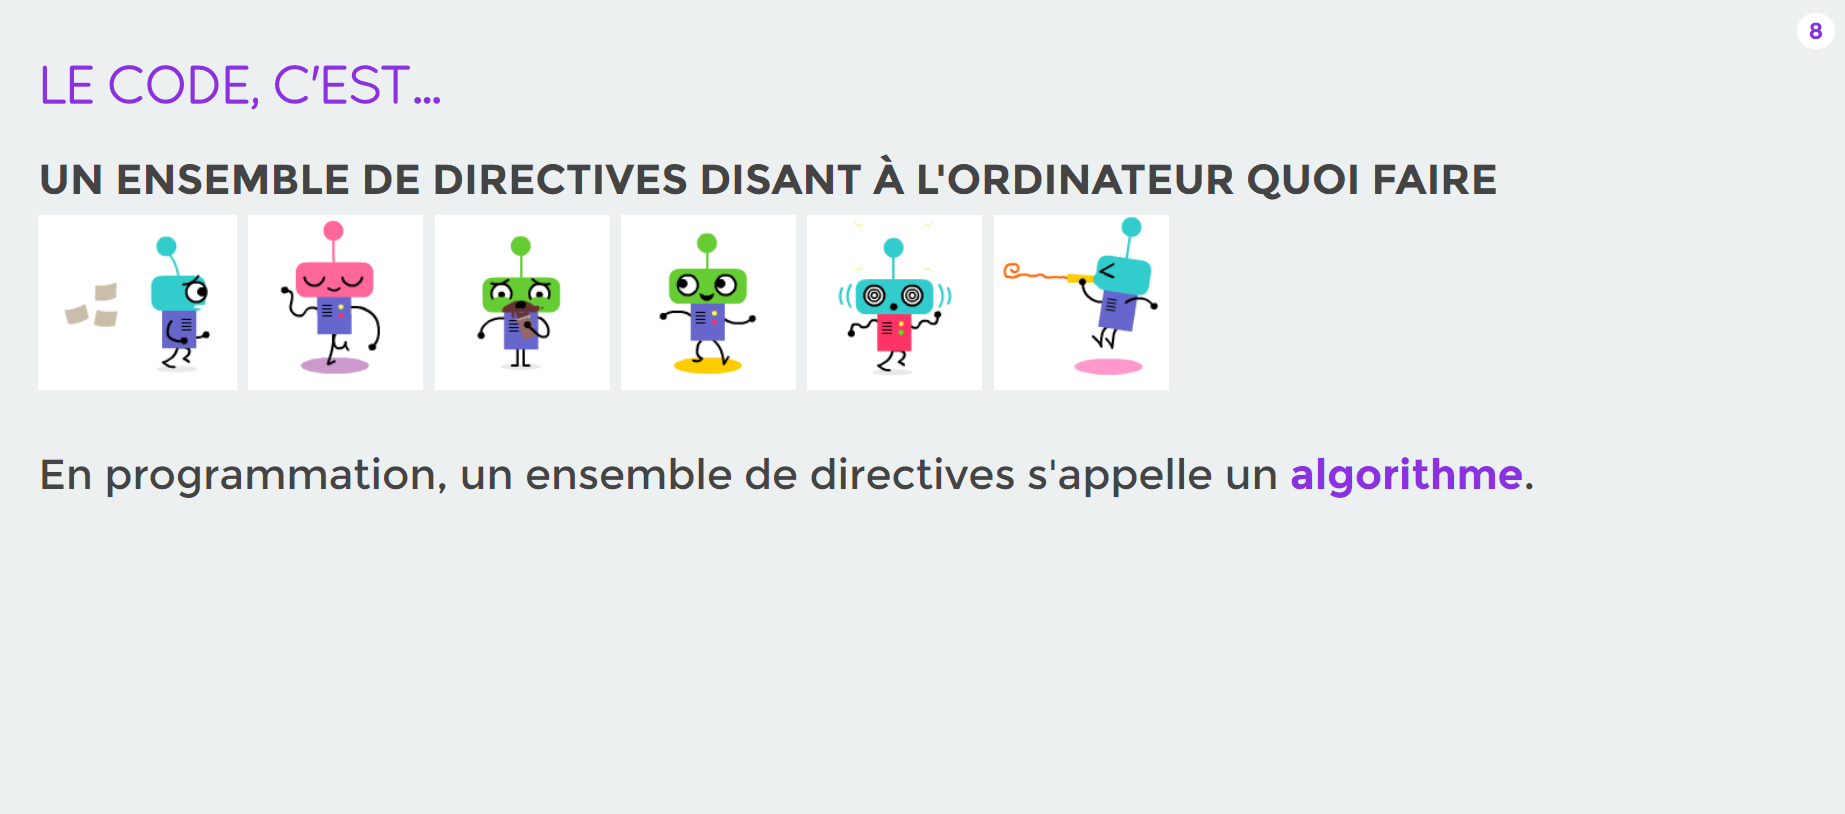 8
LE CODE, C'EST...
UN ENSEMBLE DE DIRECTIVES DISANT À L'ORDINATEUR QUOI FAIRE
En programmation, un ensemble de directives s'appelle un algorithme.